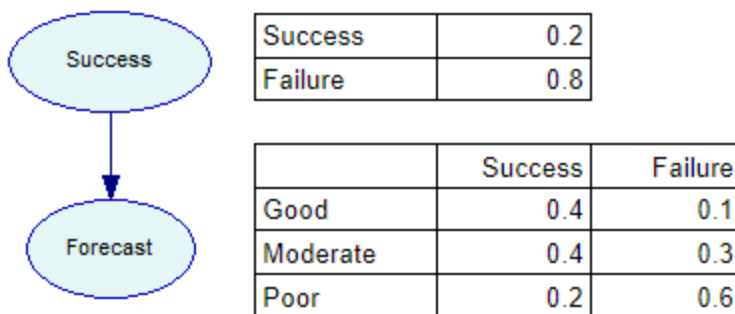 Success
Success 0.2
Failure 0.8
Forecast
Success Failure
Good 0.4 0.1
Moderate 0.4 0.3
Poor 0.2 0.6